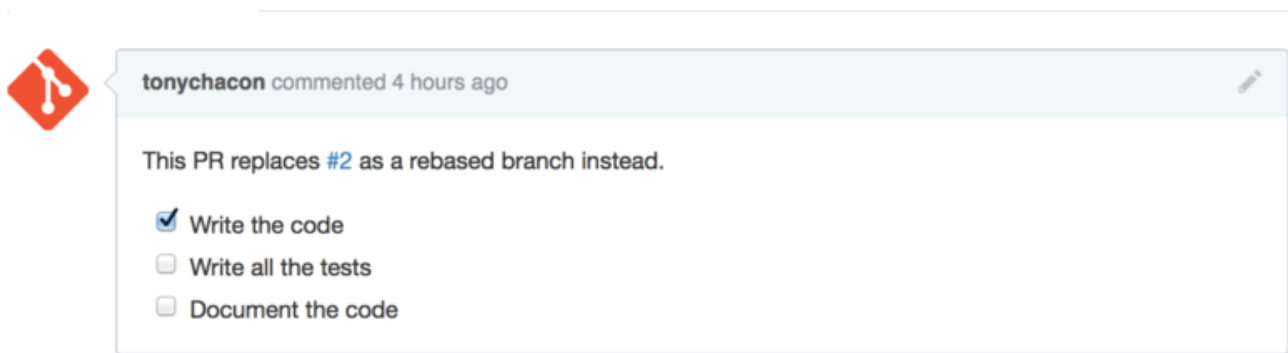 tonychacon commented 4 hours ago
This PR replaces #2 as a rebased branch instead.
Write the code
Write all the tests
Document the code